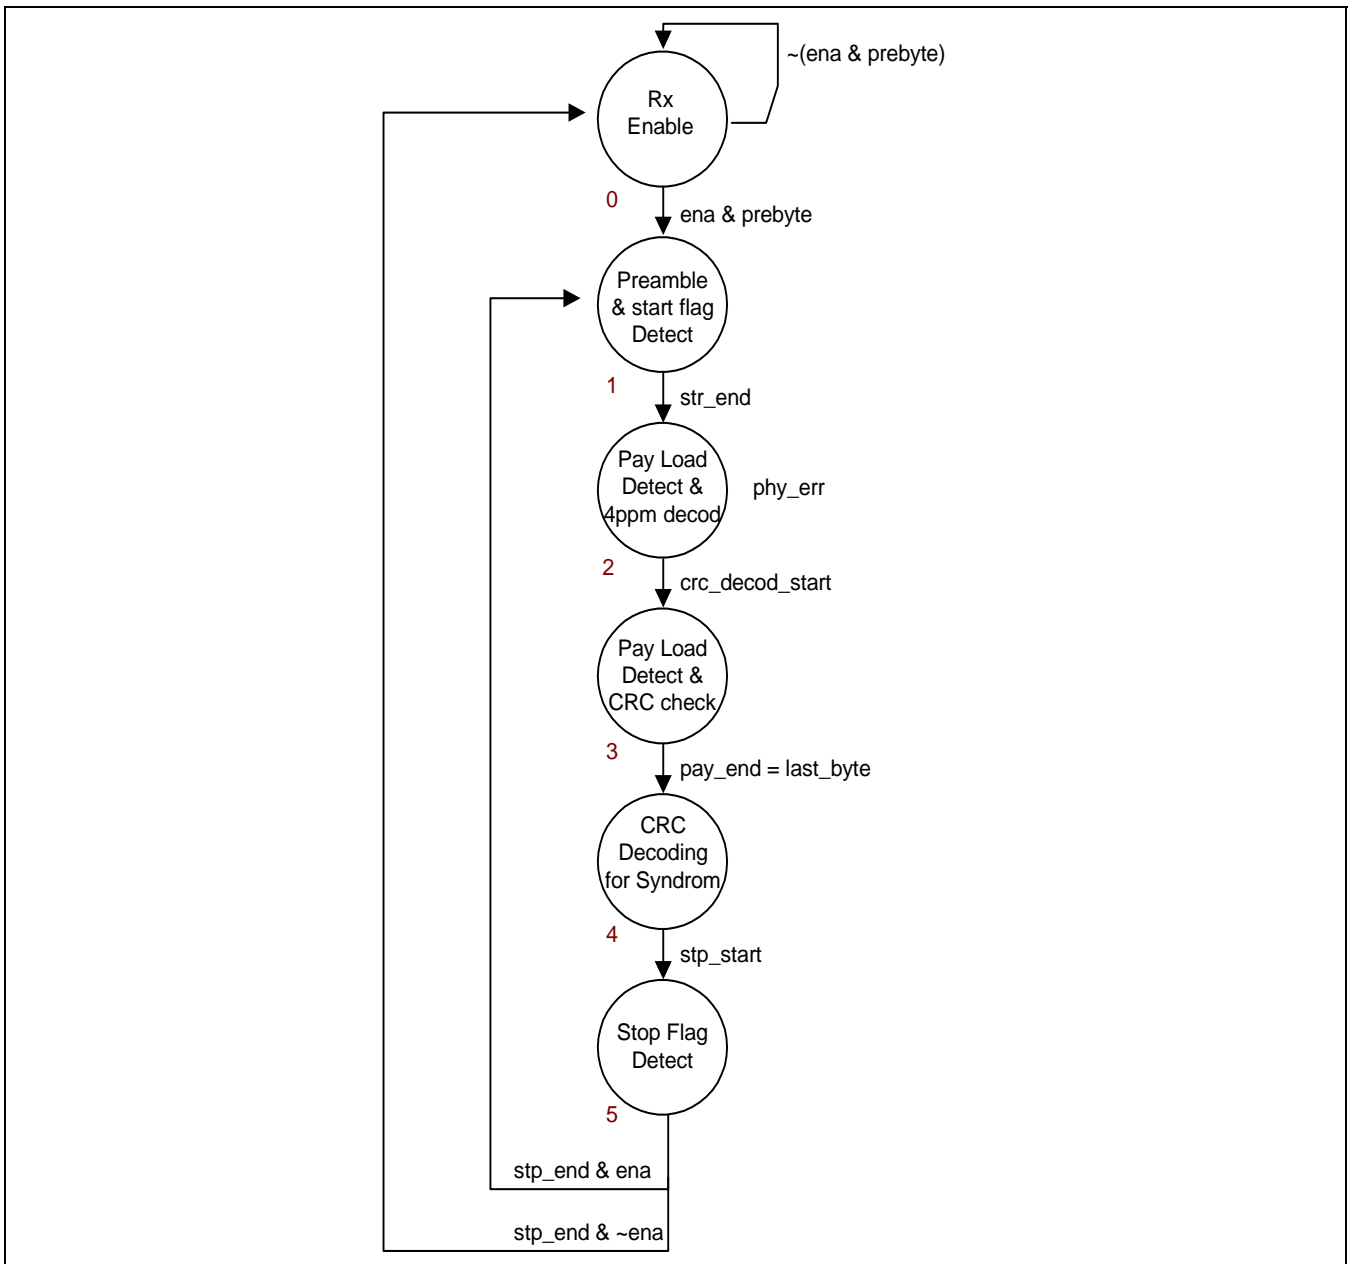 ~(ena & prebyte)
Rx
Enable
0
ena & prebyte
Preamble
& start flag
Detect
1
str_end
Pay Load
Detect &
4ppm decod
phy_err
2
crc_decod_start
Pay Load
Detect &
CRC check
3
pay_end = last_byte
CRC
Decoding
for Syndrom
4
stp_start
Stop Flag
Detect
5
stp_end & ena
stp_end & ~ena